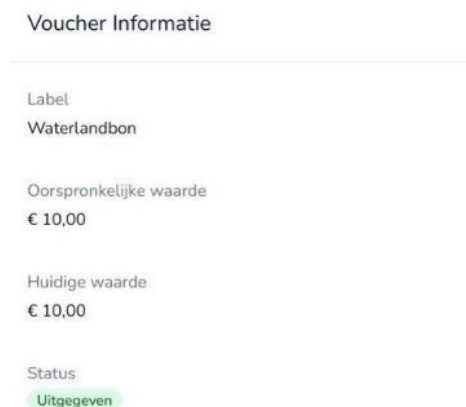 Voucher Informatie
Label
Waterlandbon
Oorspronkelijke waarde
€ 10,00
Huidige waarde
€ 10,00
Status
Uitgegeven